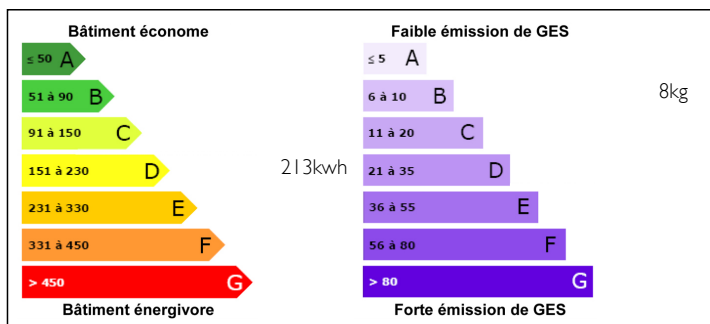 Bâtiment économe
≤ 50 A
51 à 90 B
91 à 150 C
151 à 230 D
213kwh
231 à 330 E
331 à 450 F
> 450 G
Bâtiment énergivore
Faible émission de GES
≤ 5 A
6 à 10 B
8kg
11 à 20 C
21 à 35 D
36 à 55 E
56 à 80 F
> 80 G
Forte émission de GES